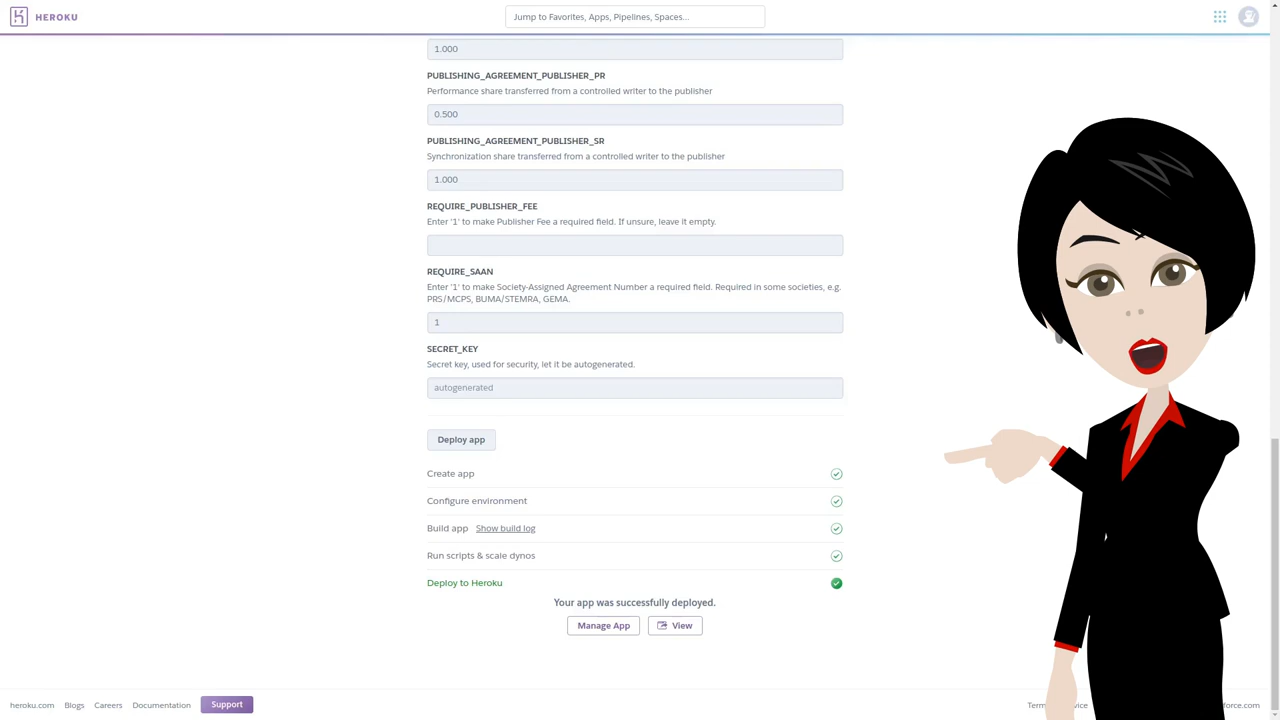 HEROKU
Jump to Favorites, Apps, Pipelines, Spaces...
1.000
PUBLISHING_AGREEMENT_PUBLISHER_PR
Performance share transferred from a controlled writer to the publisher
0.500
PUBLISHING_AGREEMENT_PUBLISHER_SR
Synchronization share transferred from a controlled writer to the publisher
1.000
REQUIRE_PUBLISHER_FEE
Enter '1' to make Publisher Fee a required field. If unsure, leave it empty.
REQUIRE_SAAN
Enter '1' to make Society-Assigned Agreement Number a required field. Required in some societies, e.g.
PRS/MCPS, BUMA/STEMRA, GEMA.
1
SECRET_KEY
Secret key, used for security, let it be autogenerated.
autogenerated
Deploy app
Create app
Configure environment
Build app Show build log
Run scripts & scale dynos
Deploy to Heroku
Your app was successfully deployed.
Manage App View
heroku.com Blogs Careers Documentation Support